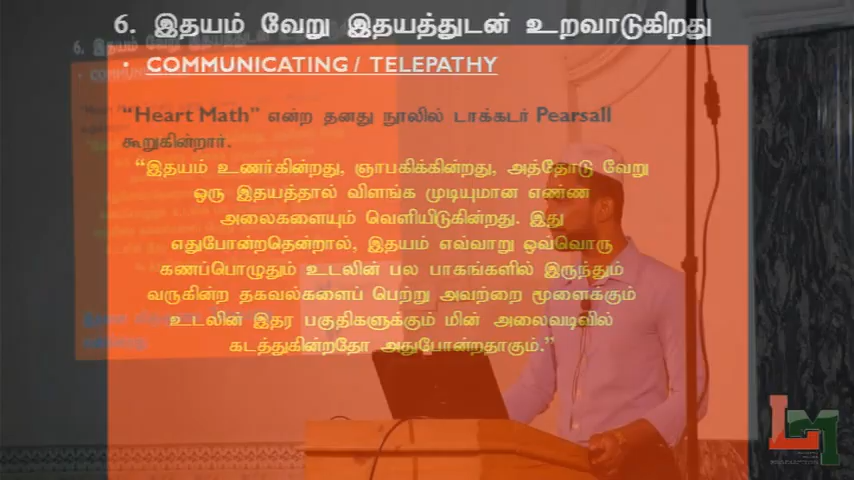 6. இதயம் வேறு இதயத்துடன் உறவாடுகிறது
• COMMUNICATING / TELEPATHY
“Heart Math” என்ற தனது நூலில் டாக்கடர் Pearsall
கூறுகின்றார்.
“இதயம் உணர்கின்றது, ஞாபகிக்கின்றது, அத்தோடு வேறு
ஒரு இதயத்தால் விளங்க முடியுமான எண்ண
அலைகளையும் வெளியிடுகின்றது. இது
எதுபோன்றதென்றால், இதயம் எவ்வாறு ஒவ்வொரு
கணப்பொழுதும் உடலின் பல பாகங்களில் இருந்தும்
வருகின்ற தகவல்களைப் பெற்று அவற்றை மூளைக்கும்
உடலின் இதர பகுதிகளுக்கும் மின் அலைவடிவில்
கடத்துகின்றதோ அதுபோன்றதாகும்.”
LM